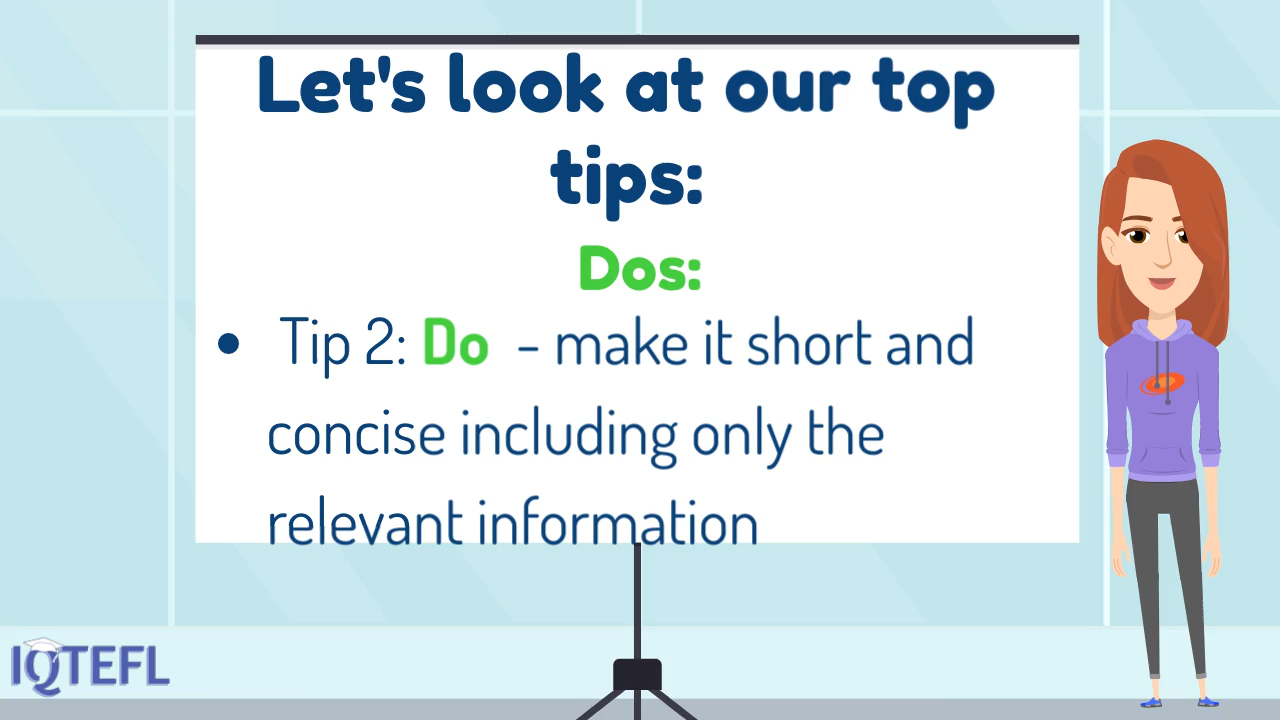 Let's look at our top
tips:
Dos:
• Tip 2: Do - make it short and
concise including only the
relevant information
IQTEFL